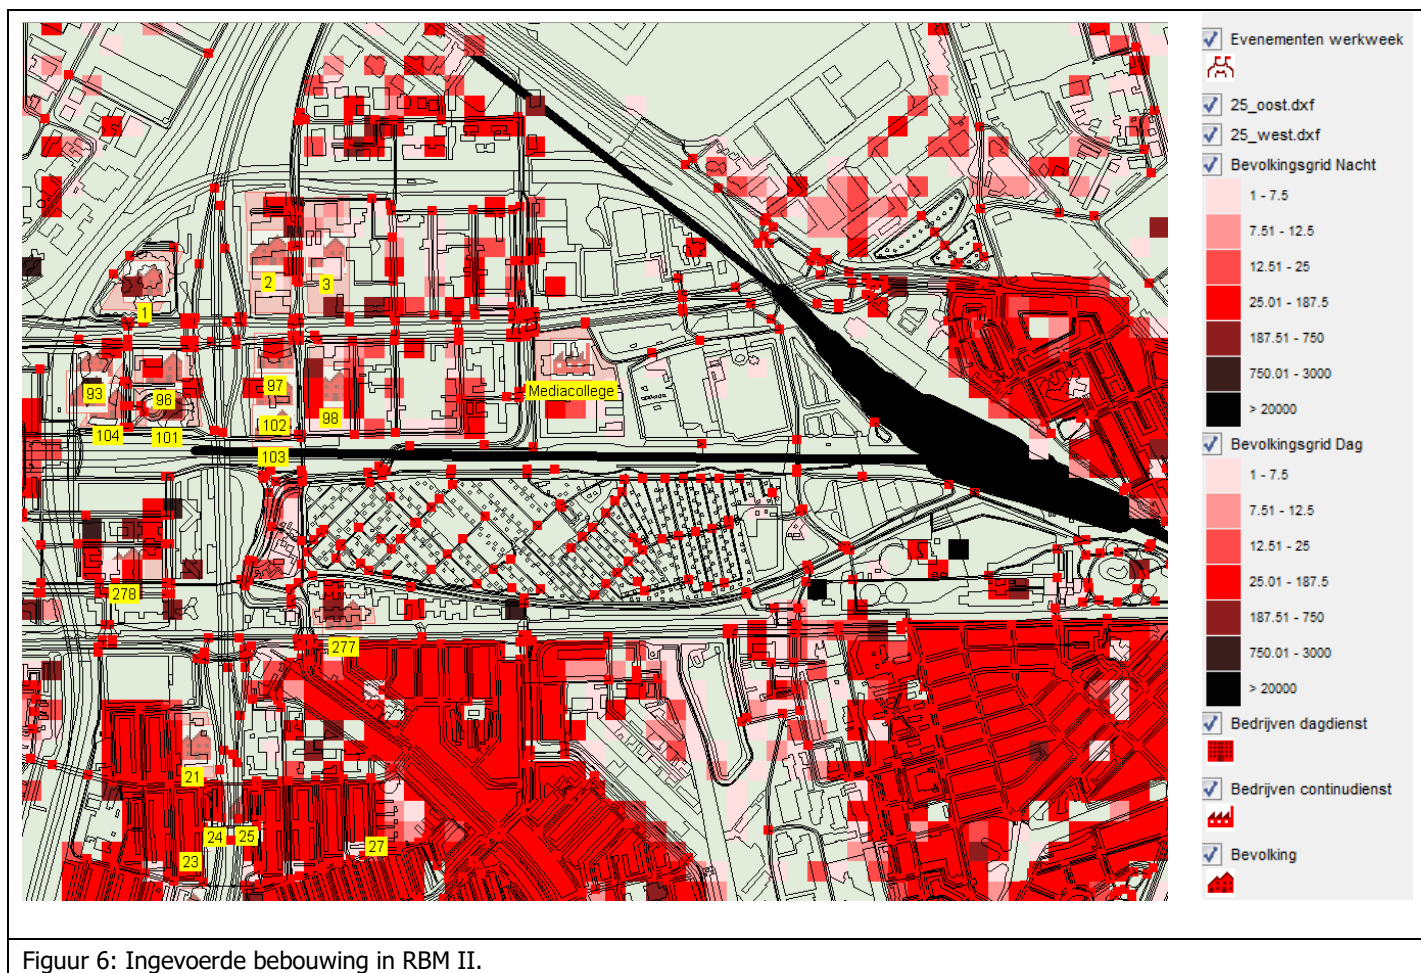 Evenementen werkweek
25_oost.dxf
25_west.dxf
Bevolkingsgrid Nacht
1 - 7.5
7.51 - 12.5
12.51 - 25
25.01 - 187.5
187.51 - 750
750.01 - 3000
> 20000
Bevolkingsgrid Dag
1 - 7.5
7.51 - 12.5
12.51 - 25
25.01 - 187.5
187.51 - 750
750.01 - 3000
> 20000
Bedrijven dagdienst
Bedrijven continudienst
Bevolking
2
3
1
93
96
97
98
Mediacollege
104
101
102
103
278
277
21
24
25
23
27
Figuur 6: Ingevoerde bebouwing in RBM II.